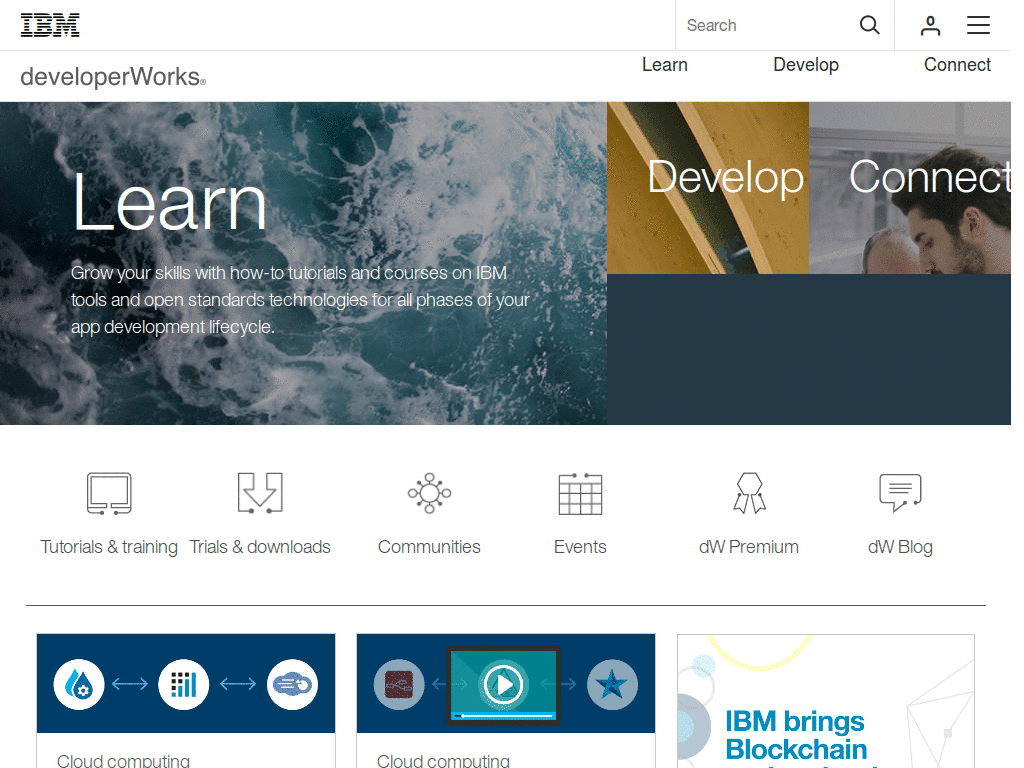 IBM
Search
developerWorks®
Learn
Develop
Connect
Learn
Grow your skills with how-to tutorials and courses on IBM
tools and open standards technologies for all phases of your
app development lifecycle.
Develop
Connect
Tutorials & training
Trials & downloads
Communities
Events
dW Premium
dW Blog
Cloud computing
Cloud computing
IBM brings
Blockchain